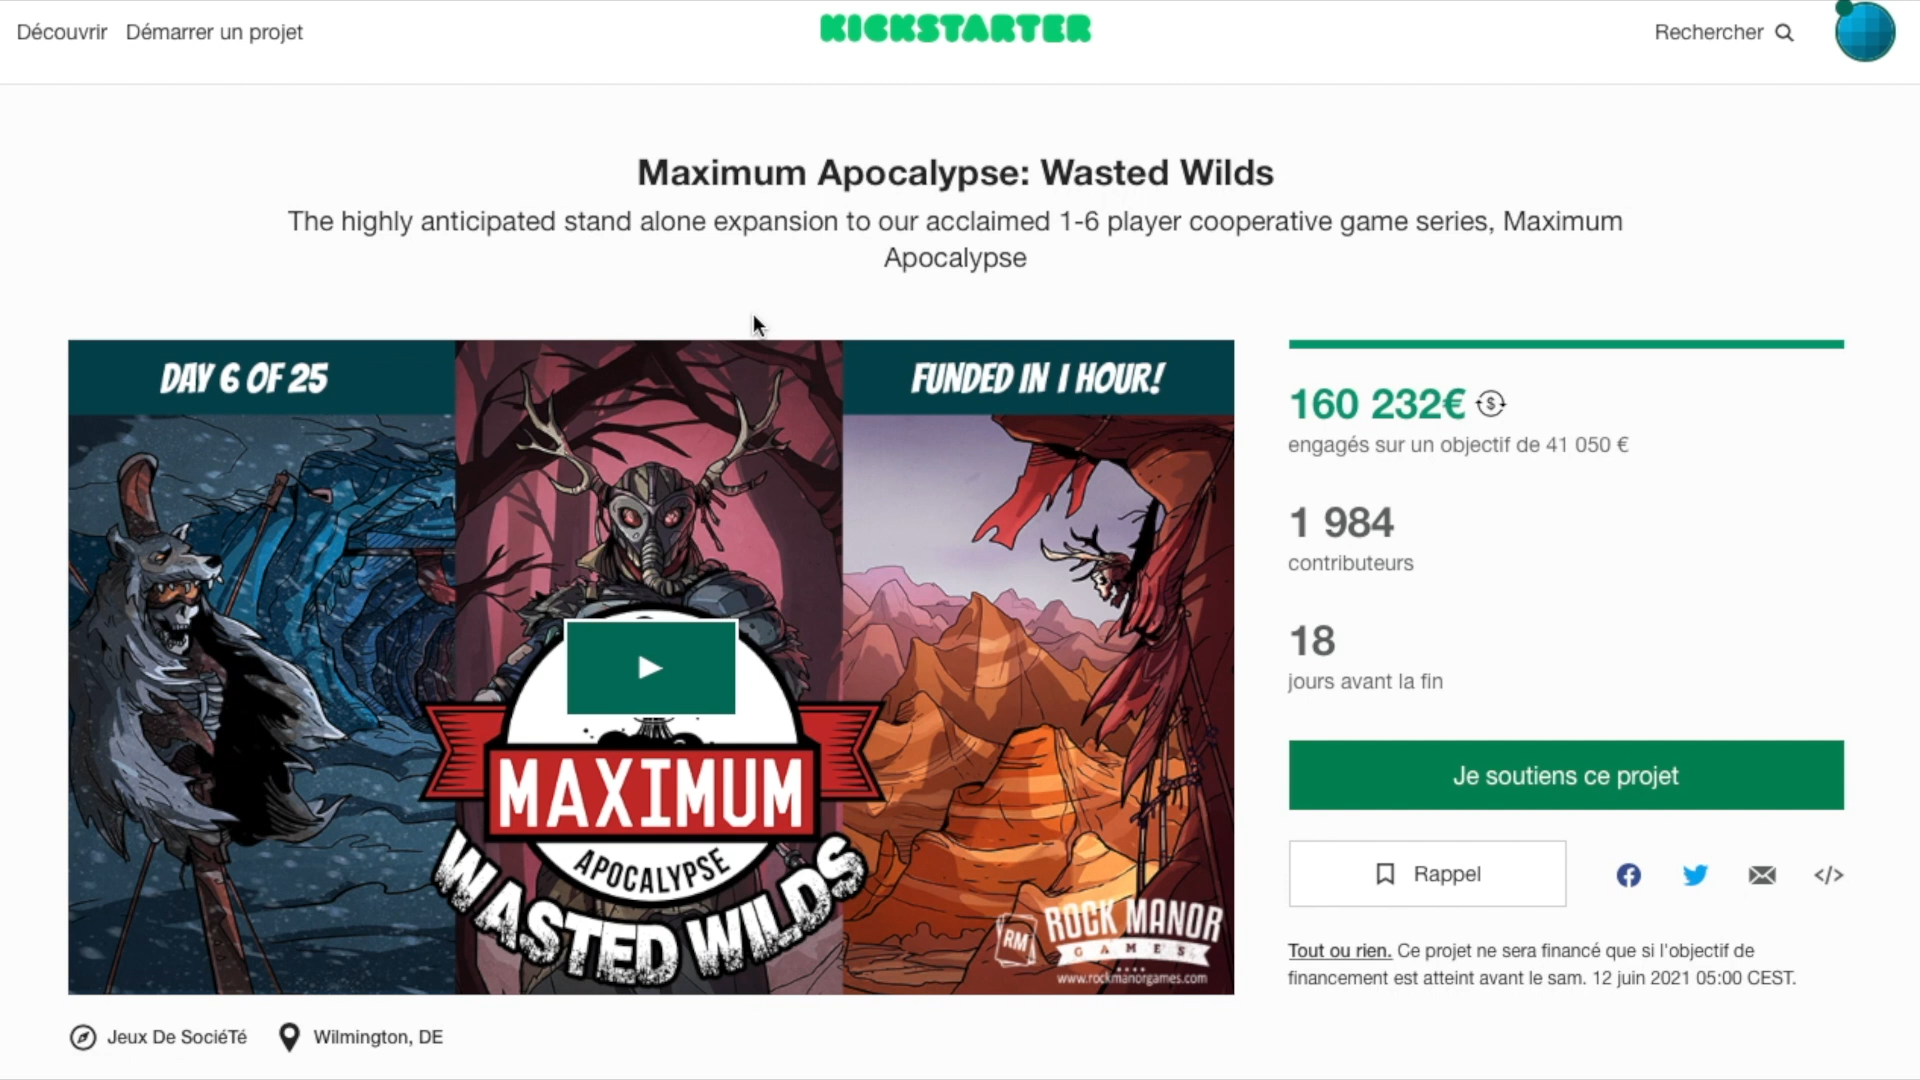 Découvrir
Démarrer un projet
KICKSTARTER
Rechercher
Maximum Apocalypse: Wasted Wilds
The highly anticipated stand alone expansion to our acclaimed 1-6 player cooperative game series, Maximum
Apocalypse
DAY 6 OF 25
FUNDED IN 1 HOUR!
MAXIMUM
APOCALYPSE
WASTED WILDS
RM
ROCK MANOR
GAMES
www.rockmanorgames.com
160 232€
engagés sur un objectif de 41 050 €
1 984
contributeurs
18
jours avant la fin
Je soutiens ce projet
Rappel
Tout ou rien. Ce projet ne sera financé que si l'objectif de
financement est atteint avant le sam. 12 juin 2021 05:00 CEST.
Jeux De SociéTé
Wilmington, DE